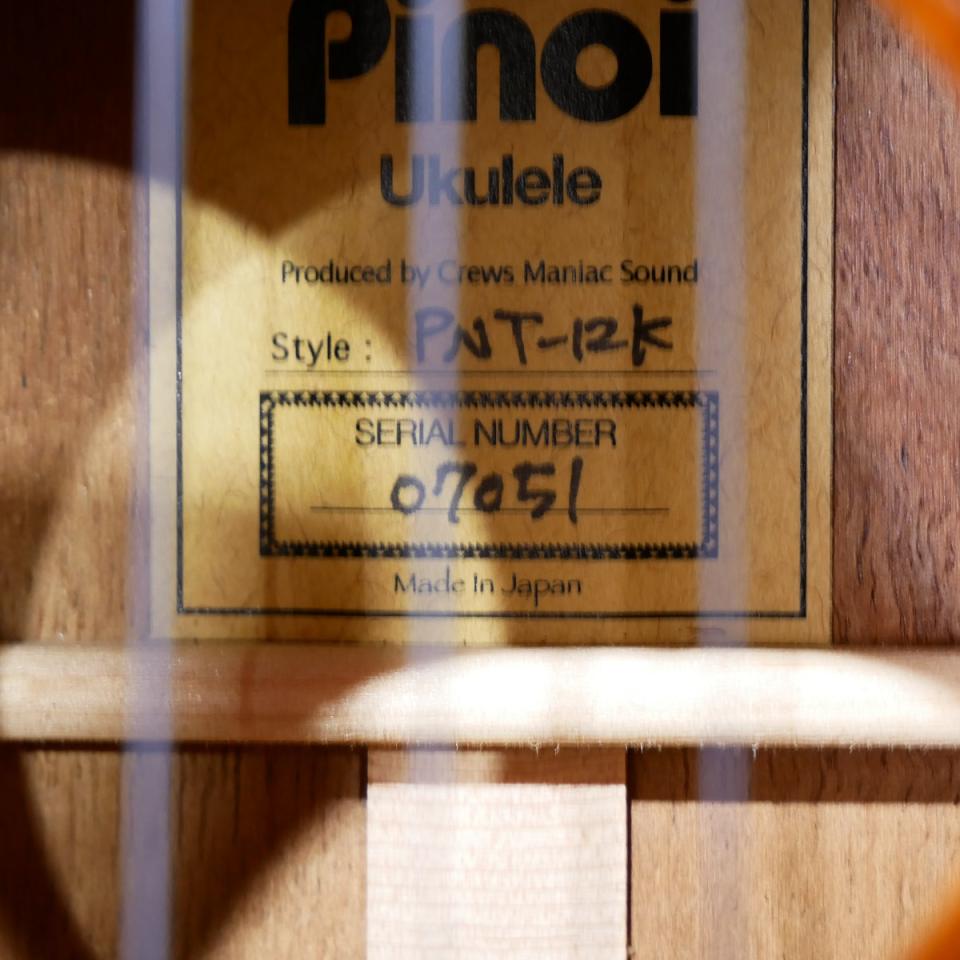 Pinoi
Ukulele
Produced by Crews Maniac Sound
Style : PNT-12K
SERIAL NUMBER
07051
Made In Japan